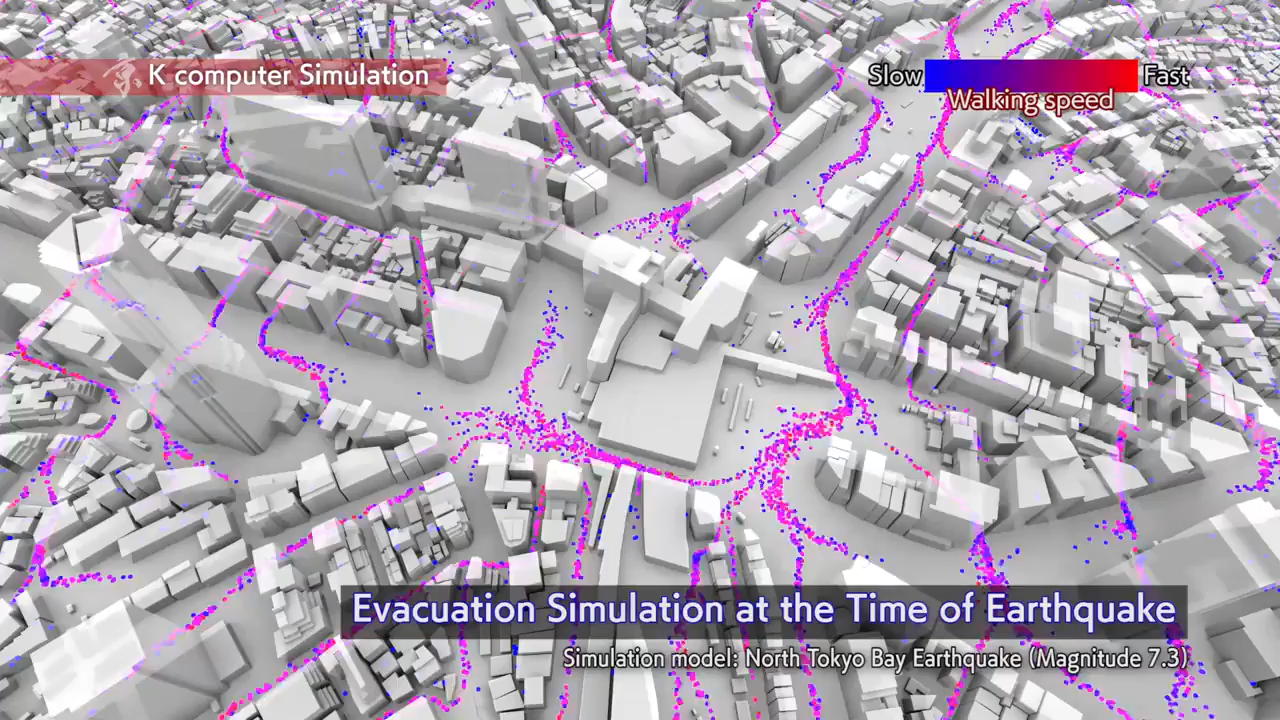 京 K computer Simulation
Slow Fast
Walking speed
Evacuation Simulation at the Time of Earthquake
Simulation model: North Tokyo Bay Earthquake (Magnitude 7.3)